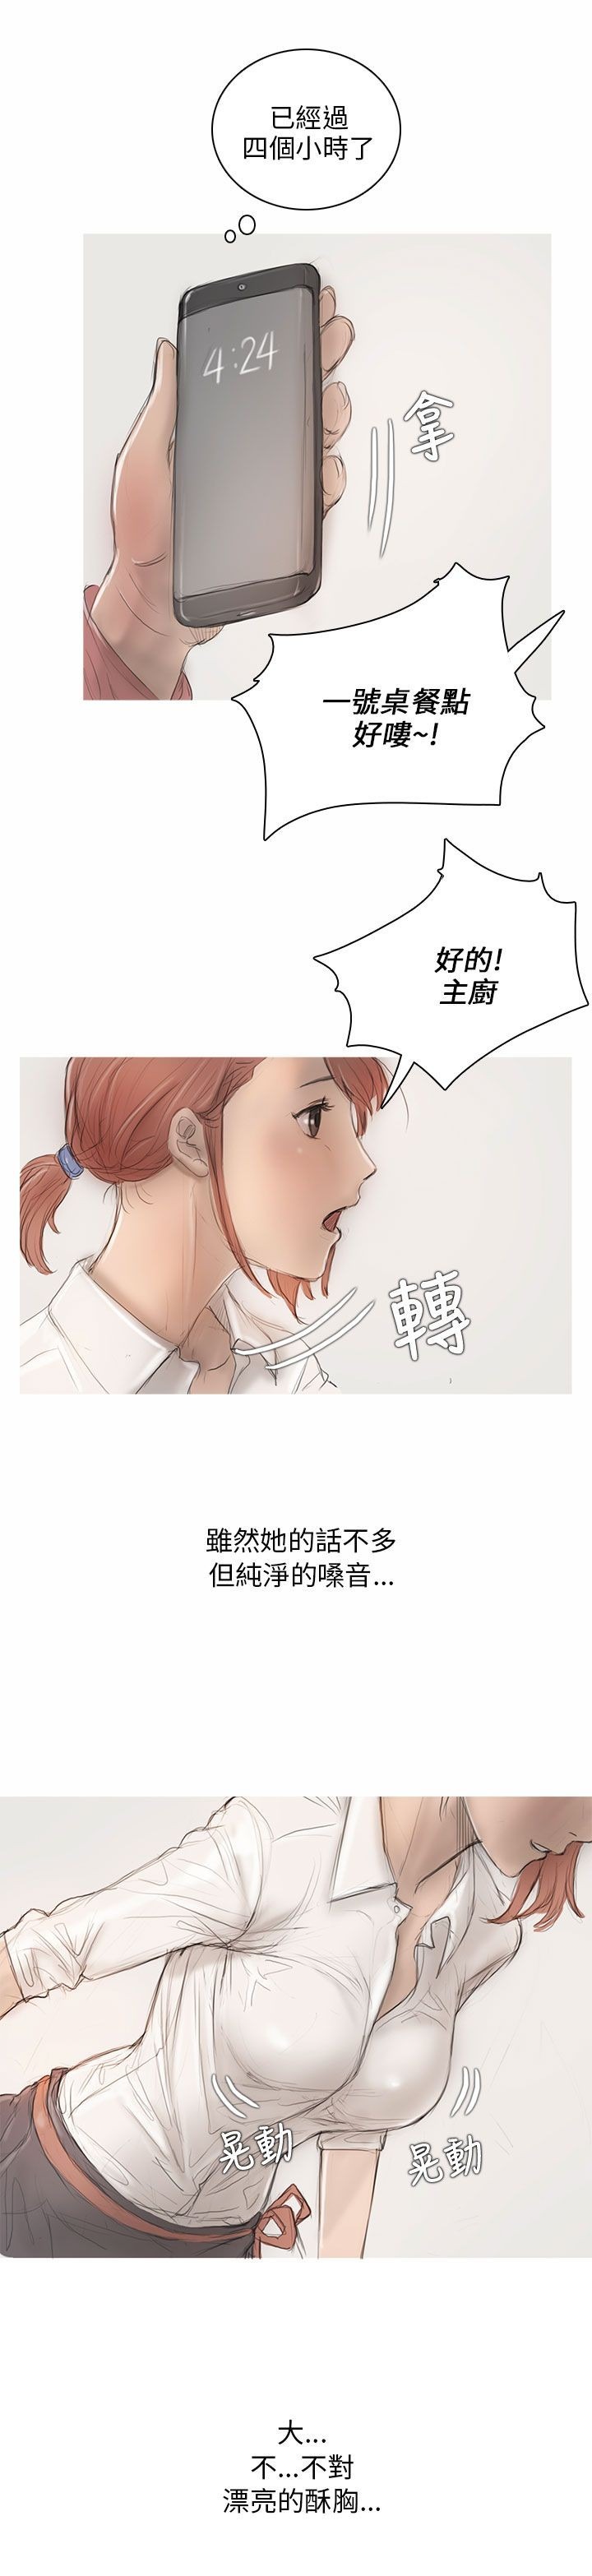 已經過
四個小時了
4:24
拿
一號桌餐點
好嘍~!
好的!
主廚
轉
雖然她的話不多
但純淨的嗓音...
晃動
晃動
大...
不...不對
漂亮的酥胸...